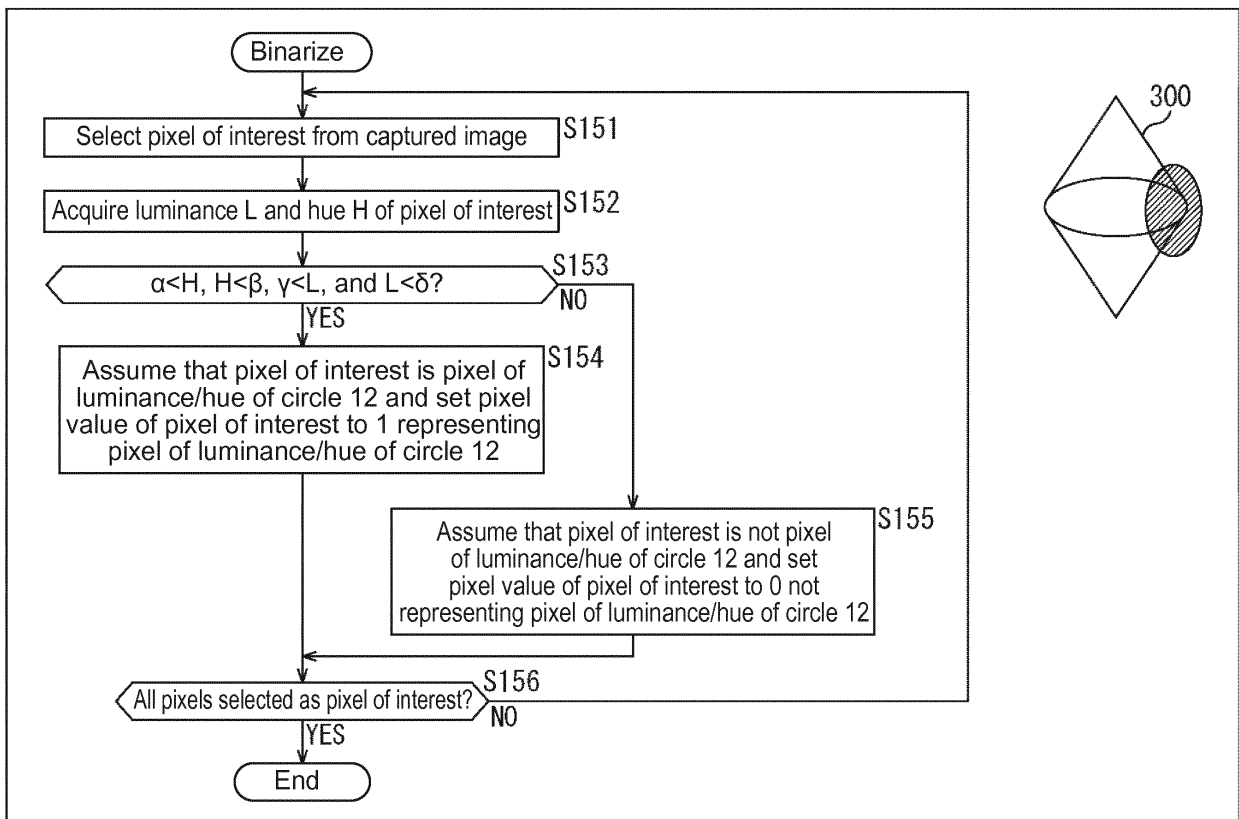 Binarize
300
Select pixel of interest from captured image
S151
Acquire luminance L and hue H of pixel of interest
S152
α<H, H<β, γ<L, and L<δ?
S153
NO
YES
Assume that pixel of interest is pixel of
luminance/hue of circle 12 and set pixel
value of pixel of interest to 1 representing
pixel of luminance/hue of circle 12
S154
Assume that pixel of interest is not pixel
of luminance/hue of circle 12 and set
pixel value of pixel of interest to 0 not
representing pixel of luminance/hue of circle 12
S155
All pixels selected as pixel of interest?
S156
NO
YES
End